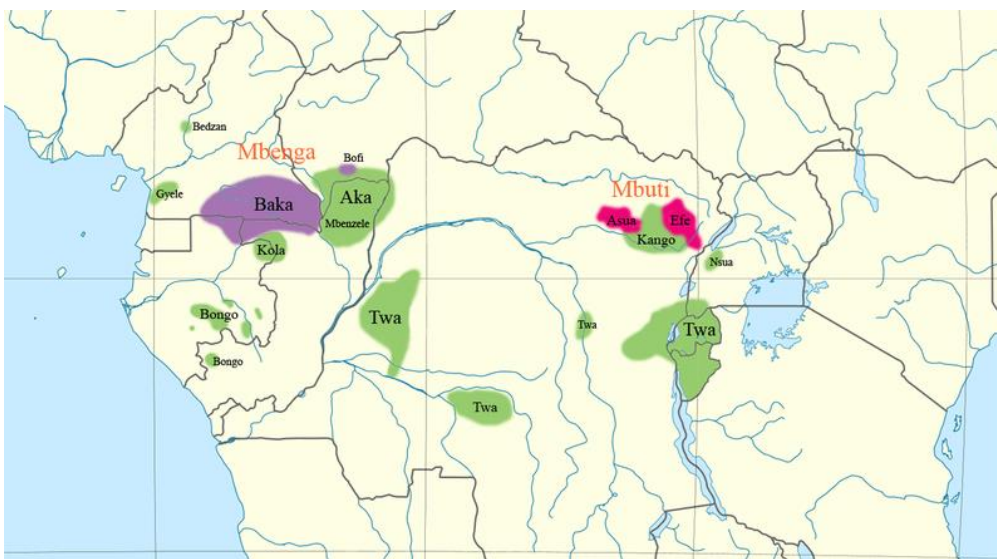 Bedzan
Mbenga
Bofi
Gyele
Baka
Aka
Mbenzele
Kola
Mbuti
Asua
Efe
Kango
Nsua
Bongo
Twa
Twa
Twa
Bongo
Twa